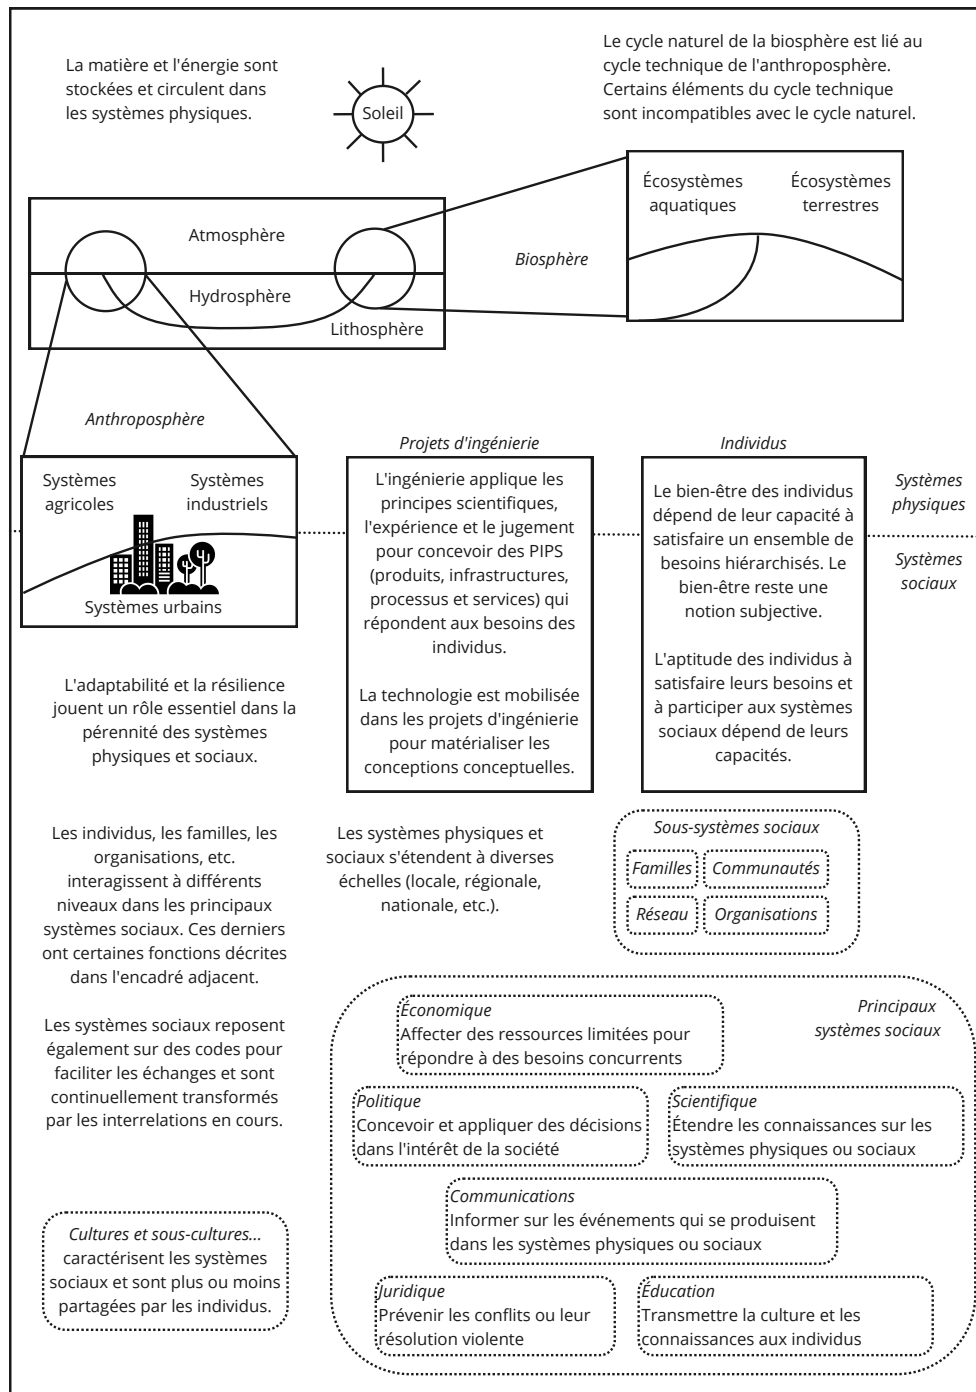 La matière et l'énergie sont
stockées et circulent dans
les systèmes physiques.
Soleil
Le cycle naturel de la biosphère est lié au
cycle technique de l'anthroposphère.
Certains éléments du cycle technique
sont incompatibles avec le cycle naturel.
Atmosphère
Hydrosphère
Lithosphère
Biosphère
Écosystèmes
aquatiques
Écosystèmes
terrestres
Anthroposphère
Systèmes
agricoles
Systèmes
industriels
Systèmes urbains
Projets d'ingénierie
L'ingénierie applique les
principes scientifiques,
l'expérience et le jugement
pour concevoir des PIPS
(produits, infrastructures,
processus et services) qui
répondent aux besoins des
individus.
La technologie est mobilisée
dans les projets d'ingénierie
pour matérialiser les
conceptions conceptuelles.
Individus
Le bien-être des individus
dépend de leur capacité à
satisfaire un ensemble de
besoins hiérarchisés. Le
bien-être reste une
notion subjective.
L'aptitude des individus à
satisfaire leurs besoins et
à participer aux systèmes
sociaux dépend de leurs
capacités.
Systèmes
physiques
Systèmes
sociaux
L'adaptabilité et la résilience
jouent un rôle essentiel dans la
pérennité des systèmes
physiques et sociaux.
Les individus, les familles, les
organisations, etc.
interagissent à différents
niveaux dans les principaux
systèmes sociaux. Ces derniers
ont certaines fonctions décrites
dans l'encadré adjacent.
Les systèmes sociaux reposent
également sur des codes pour
faciliter les échanges et sont
continuellement transformés
par les interrelations en cours.
Les systèmes physiques et
sociaux s'étendent à diverses
échelles (locale, régionale,
nationale, etc.).
Sous-systèmes sociaux
Familles
Communautés
Réseau
Organisations
Principaux
systèmes sociaux
Économique
Affecter des ressources limitées pour
répondre à des besoins concurrents
Politique
Concevoir et appliquer des décisions
dans l'intérêt de la société
Scientifique
Étendre les connaissances sur les
systèmes physiques ou sociaux
Communications
Informer sur les événements qui se produisent
dans les systèmes physiques ou sociaux
Juridique
Prévenir les conflits ou leur
résolution violente
Éducation
Transmettre la culture et les
connaissances aux individus
Cultures et sous-cultures...
caractérisent les systèmes
sociaux et sont plus ou moins
partagées par les individus.